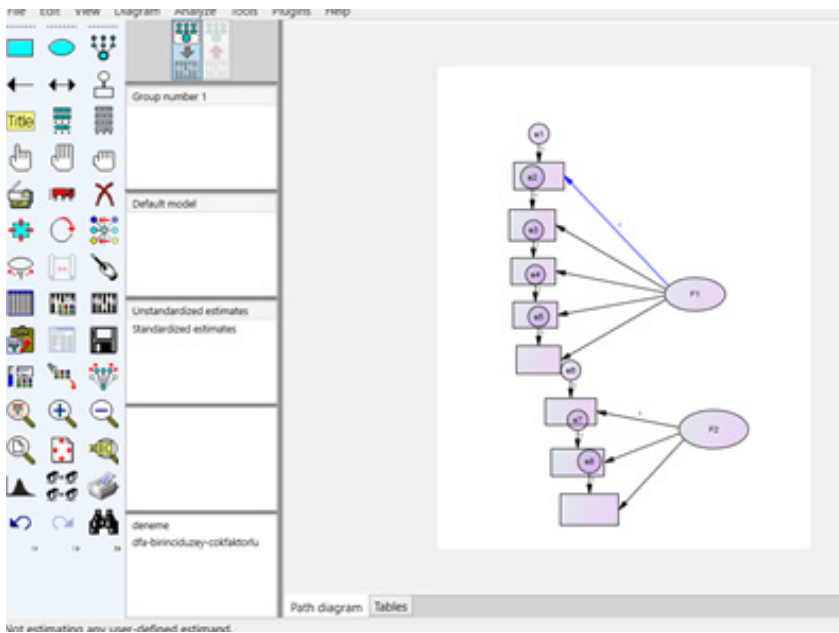 File Edit View Diagram Analyze Tools Plugins Help
Title
Group number 1
Default model
Unstandardized estimates
Standardized estimates
deneme
dfa-birinciduzey-cokfaktorlu
e1
e2
e3
e4
e5
F1
e6
e7
F2
e8
Path diagram Tables
Not estimating any user-defined estimand.